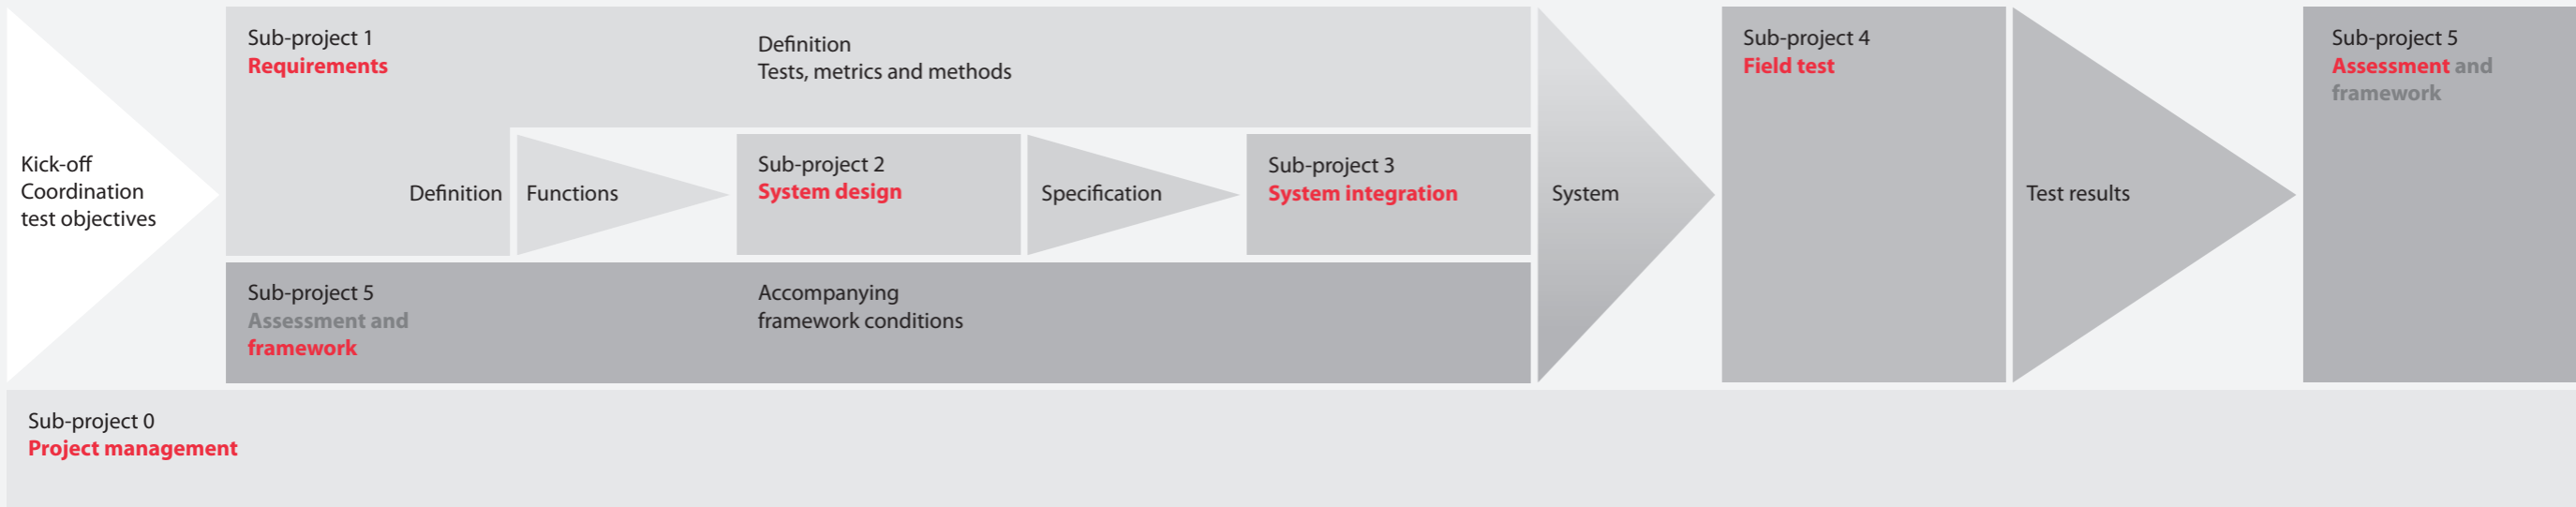 Kick-off
Coordination
test objectives
Sub-project 1
Requirements
Definition
Tests, metrics and methods
Definition
Functions
Sub-project 2
System design
Specification
Sub-project 3
System integration
Sub-project 5
Assessment and
framework
Accompanying
framework conditions
System
Sub-project 4
Field test
Test results
Sub-project 5
Assessment and
framework
Sub-project 0
Project management